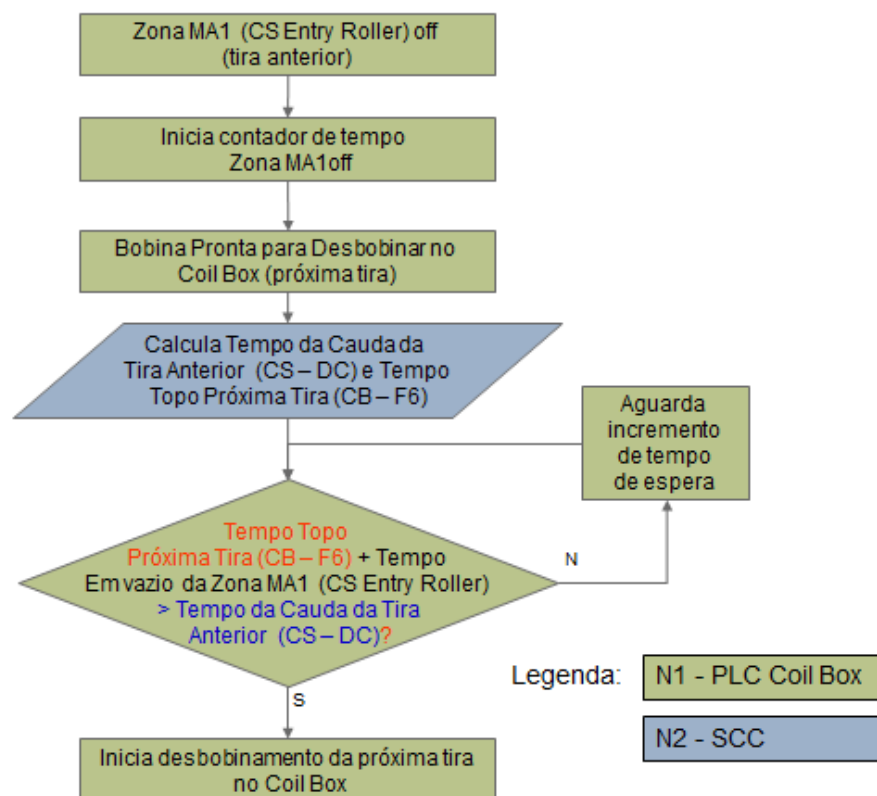 Zona MA1 (CS Entry Roller) off
(tira anterior)
Inicia contador de tempo
Zona MA1off
Bobina Pronta para Desbobinar no
Coil Box (próxima tira)
Calcula Tempo da Cauda da
Tira Anterior (CS – DC) e Tempo
Topo Próxima Tira (CB – F6)
Aguarda
incremento
de tempo
de espera
Tempo Topo
Próxima Tira (CB – F6) + Tempo
Em vazio da Zona MA1 (CS Entry Roller)
> Tempo da Cauda da Tira
Anterior (CS – DC)?
N
S
Inicia desbobinamento da próxima tira
no Coil Box
Legenda:
N1 - PLC Coil Box
N2 - SCC